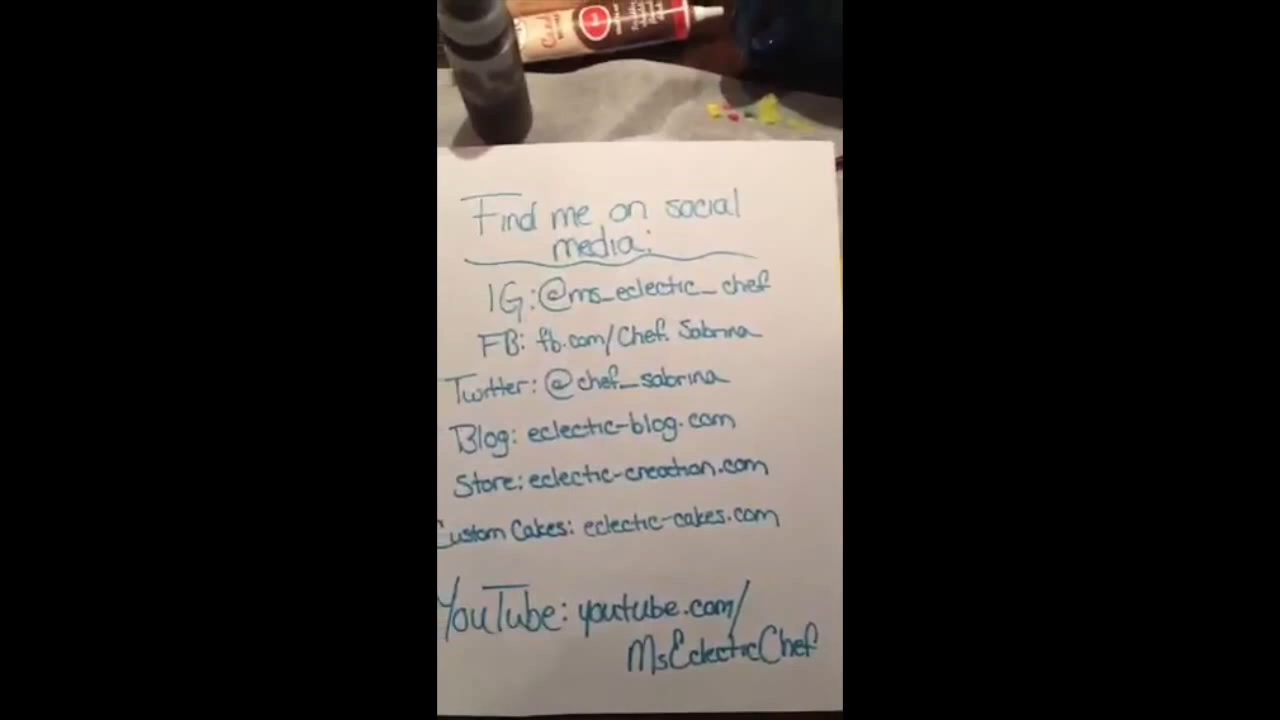 Find me on social
media:
IG: @ms_eclectic_chef
FB: fb.com/Chef.Sabrina
Twitter: @chef_sabrina
Blog: eclectic-blog.com
Store: eclectic-creation.com
Custom Cakes: eclectic-cakes.com
YouTube: youtube.com/
MsEclecticChef